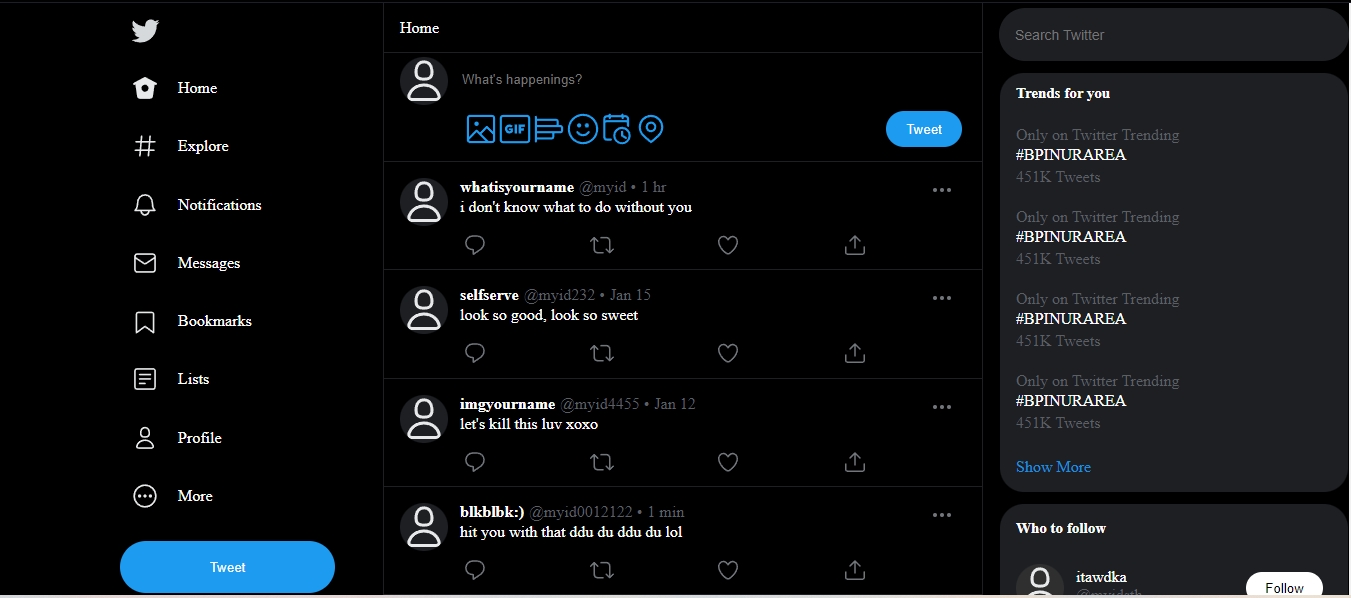 Home
Explore
Notifications
Messages
Bookmarks
Lists
Profile
More
Tweet
Home
What's happenings?
GIF
Tweet
whatisyourname @myid • 1 hr
i don't know what to do without you
selfserve @myid232 • Jan 15
look so good, look so sweet
imgyourname @myid4455 • Jan 12
let's kill this luv xoxo
blkblbk:) @myid0012122 • 1 min
hit you with that ddu du ddu du lol
Search Twitter
Trends for you
Only on Twitter Trending
#BPINURAREA
451K Tweets
Only on Twitter Trending
#BPINURAREA
451K Tweets
Only on Twitter Trending
#BPINURAREA
451K Tweets
Only on Twitter Trending
#BPINURAREA
451K Tweets
Show More
Who to follow
itawdka
Follow